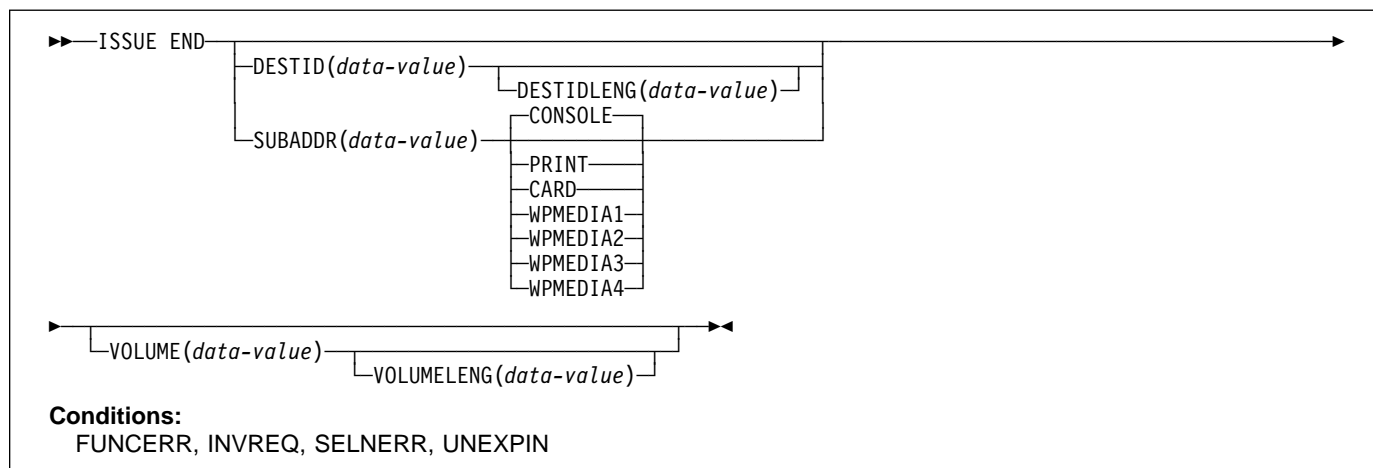 ISSUE END
DESTID(data-value)
DESTIDLENG(data-value)
CONSOLE
SUBADDR(data-value)
PRINT
CARD
WPMEDIA1
WPMEDIA2
WPMEDIA3
WPMEDIA4
VOLUME(data-value)
VOLUMELENG(data-value)
Conditions:
FUNCERR, INVREQ, SELNERR, UNEXPIN